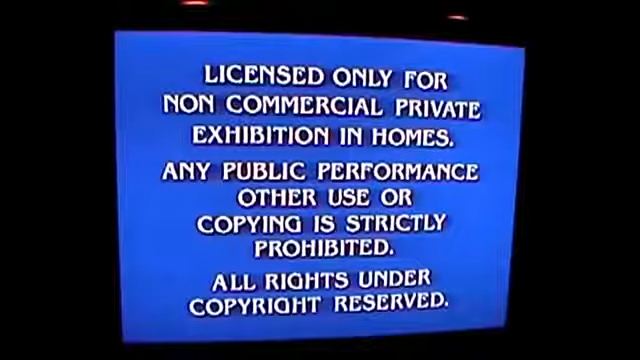 LICENSED ONLY FOR
NON COMMERCIAL PRIVATE
EXHIBITION IN HOMES.
ANY PUBLIC PERFORMANCE
OTHER USE OR
COPYING IS STRICTLY
PROHIBITED.
ALL RIGHTS UNDER
COPYRIGHT RESERVED.